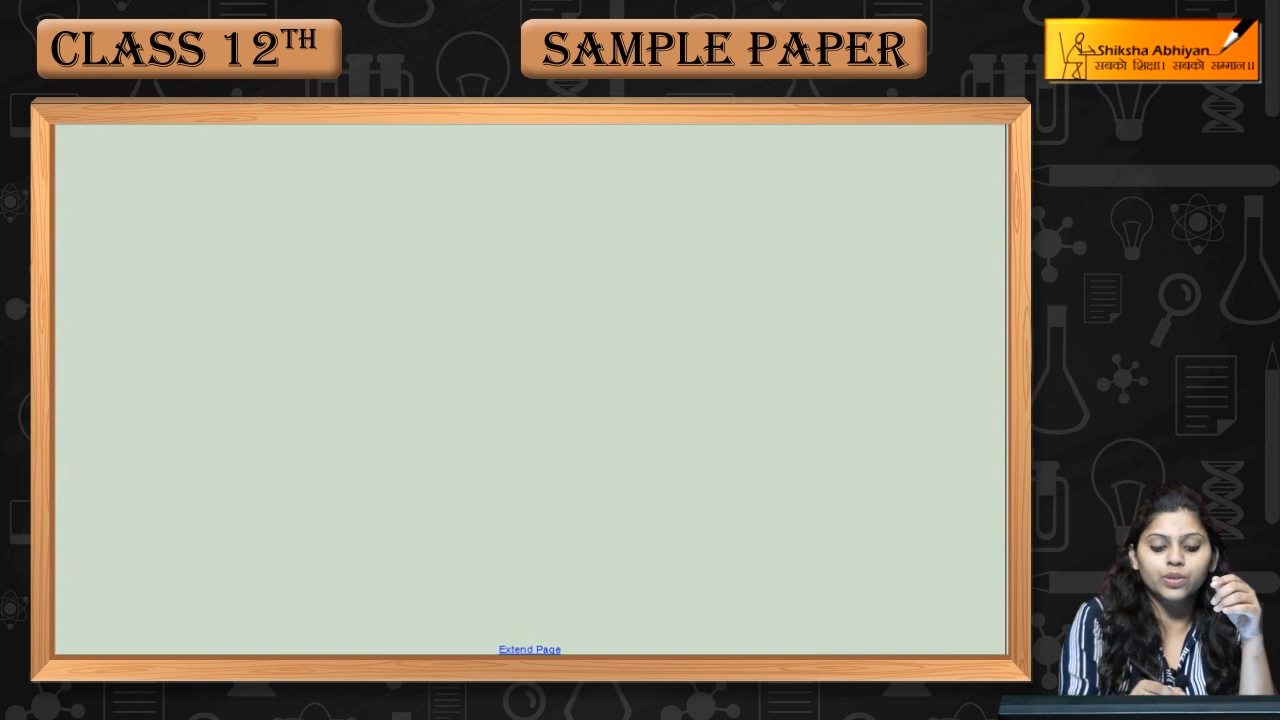 CLASS 12TH
SAMPLE PAPER
Shiksha Abhiyan
सबको शिक्षा। सबको सम्मान॥
Extend Page